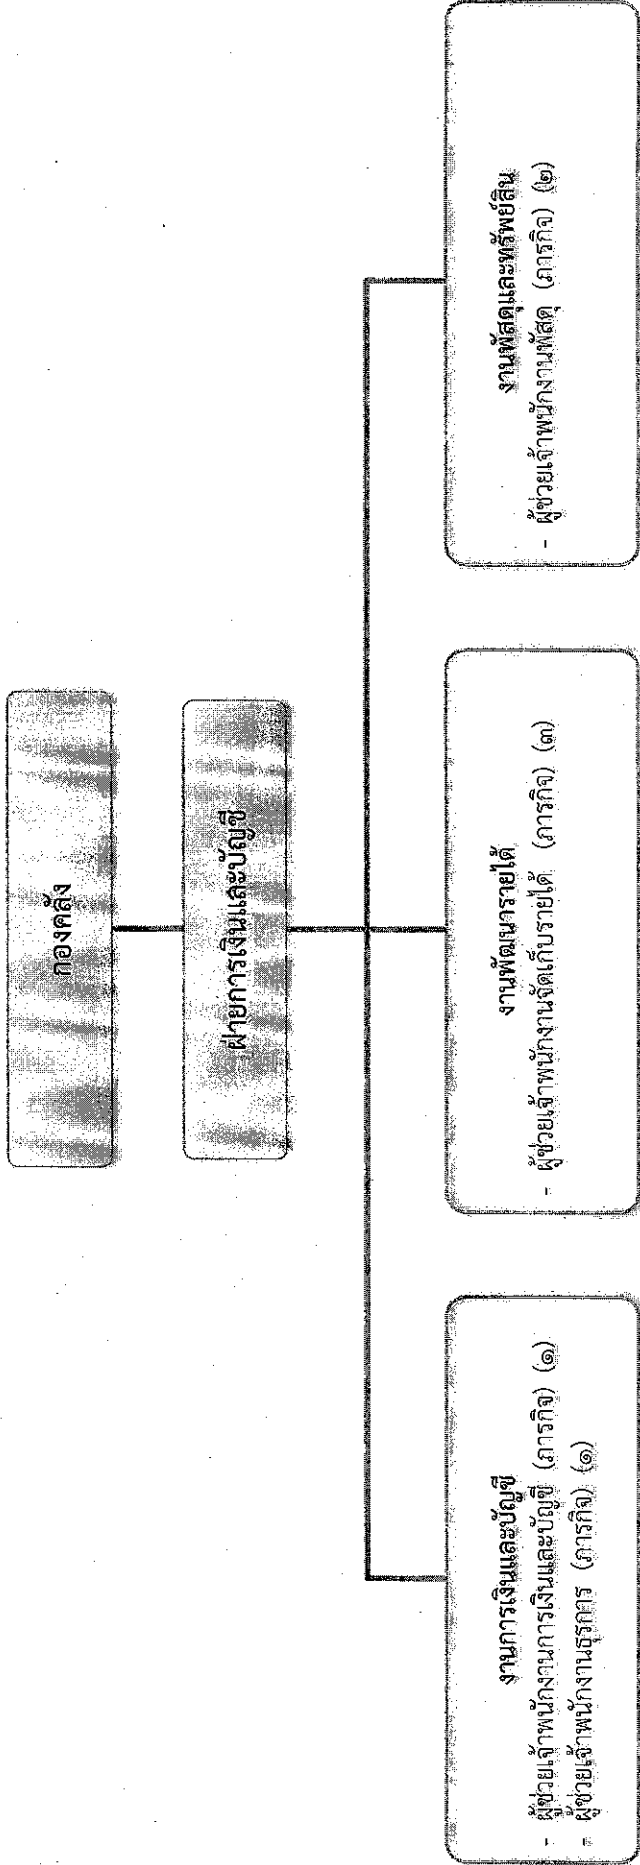 กองคลัง
ฝ่ายการเงินและบัญชี
งานการเงินและบัญชี
- ผู้ช่วยเจ้าพนักงานการเงินและบัญชี (ภารกิจ) (๑)
- ผู้ช่วยเจ้าพนักงานธุรการ (ภารกิจ) (๑)
งานพัฒนารายได้
- ผู้ช่วยเจ้าพนักงานจัดเก็บรายได้ (ภารกิจ) (๓)
งานพัสดุและทรัพย์สิน
- ผู้ช่วยเจ้าพนักงานพัสดุ (ภารกิจ) (๒)